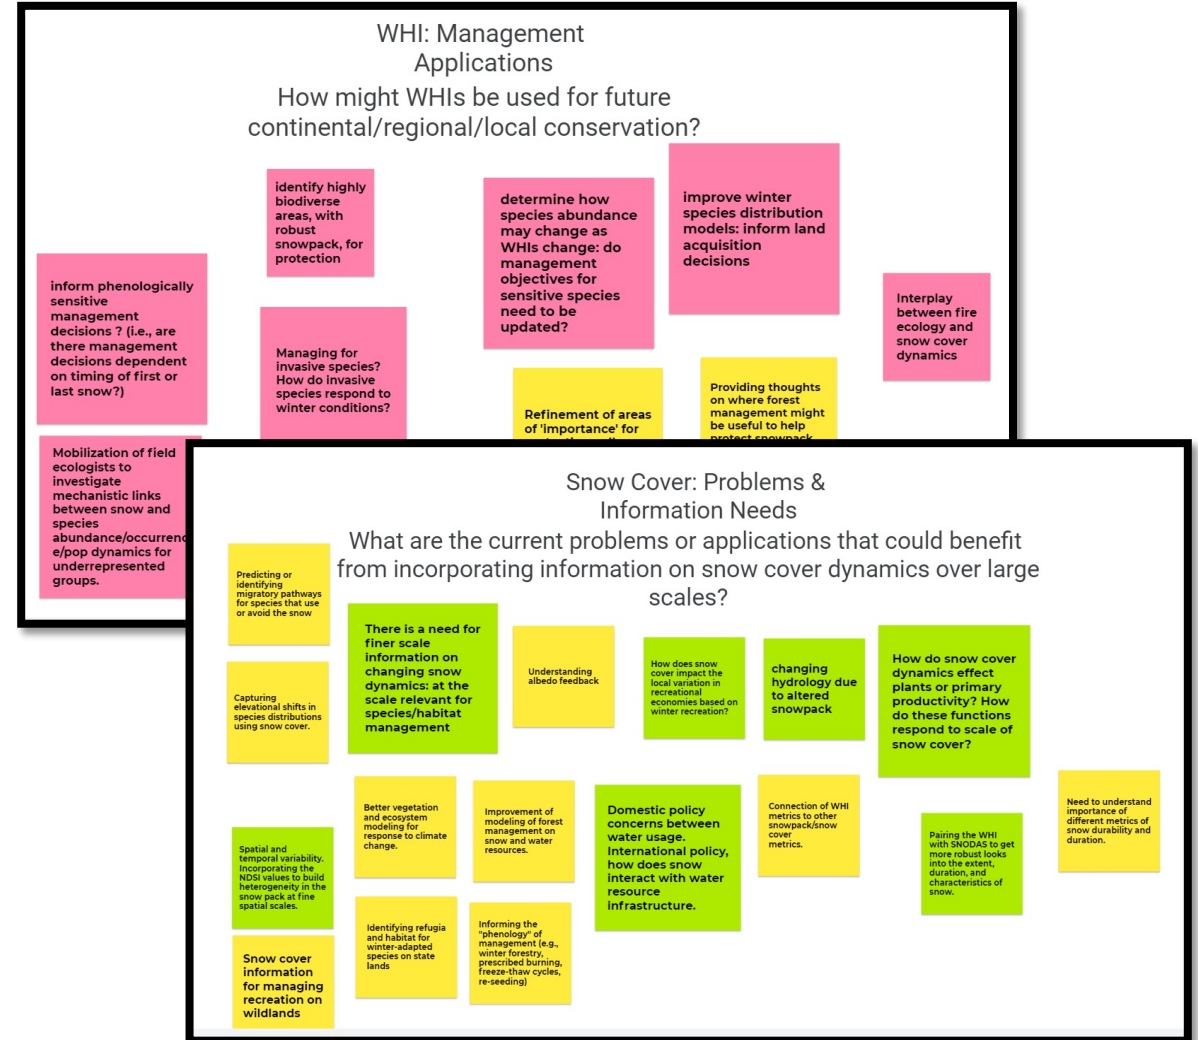 WHI: Management
Applications
How might WHIs be used for future
continental/regional/local conservation?
identify highly
biodiverse
areas, with
robust
snowpack, for
protection
determine how
species abundance
may change as
WHIs change: do
management
objectives for
sensitive species
need to be
updated?
improve winter
species distribution
models: inform land
acquisition
decisions
inform phenologically
sensitive
management
decisions ? (i.e., are
there management
decisions dependent
on timing of first or
last snow?)
Managing for
invasive species?
How do invasive
species respond to
winter conditions?
Interplay
between fire
ecology and
snow cover
dynamics
Refinement of areas
of 'importance' for
Providing thoughts
on where forest
management might
be useful to help
protect snowpack
Mobilization of field
ecologists to
investigate
mechanistic links
between snow and
species
abundance/occurrenc
e/pop dynamics for
underrepresented
groups.
Snow Cover: Problems &
Information Needs
What are the current problems or applications that could benefit
from incorporating information on snow cover dynamics over large
scales?
Predicting or
identifying
migratory pathways
for species that use
or avoid the snow
There is a need for
finer scale
information on
changing snow
dynamics: at the
scale relevant for
species/habitat
management
Understanding
albedo feedback
How does snow
cover impact the
local variation in
recreational
economies based on
winter recreation?
changing
hydrology due
to altered
snowpack
How do snow cover
dynamics effect
plants or primary
productivity? How
do these functions
respond to scale of
snow cover?
Capturing
elevational shifts in
species distributions
using snow cover.
Better vegetation
and ecosystem
modeling for
response to climate
change.
Improvement of
modeling of forest
management on
snow and water
resources.
Domestic policy
concerns between
water usage.
International policy,
how does snow
interact with water
resource
infrastructure.
Connection of WHI
metrics to other
snowpack/snow
cover
metrics.
Need to understand
importance of
different metrics of
snow durability and
duration.
Pairing the WHI
with SNODAS to get
more robust looks
into the extent,
duration, and
characteristics of
snow.
Spatial and
temporal variability.
Incorporating the
NDSI values to build
heterogeneity in the
snow pack at fine
spatial scales.
Identifying refugia
and habitat for
winter-adapted
species on state
lands
Informing the
"phenology" of
management (e.g.,
winter forestry,
prescribed burning,
freeze-thaw cycles,
re-seeding)
Snow cover
information
for managing
recreation on
wildlands